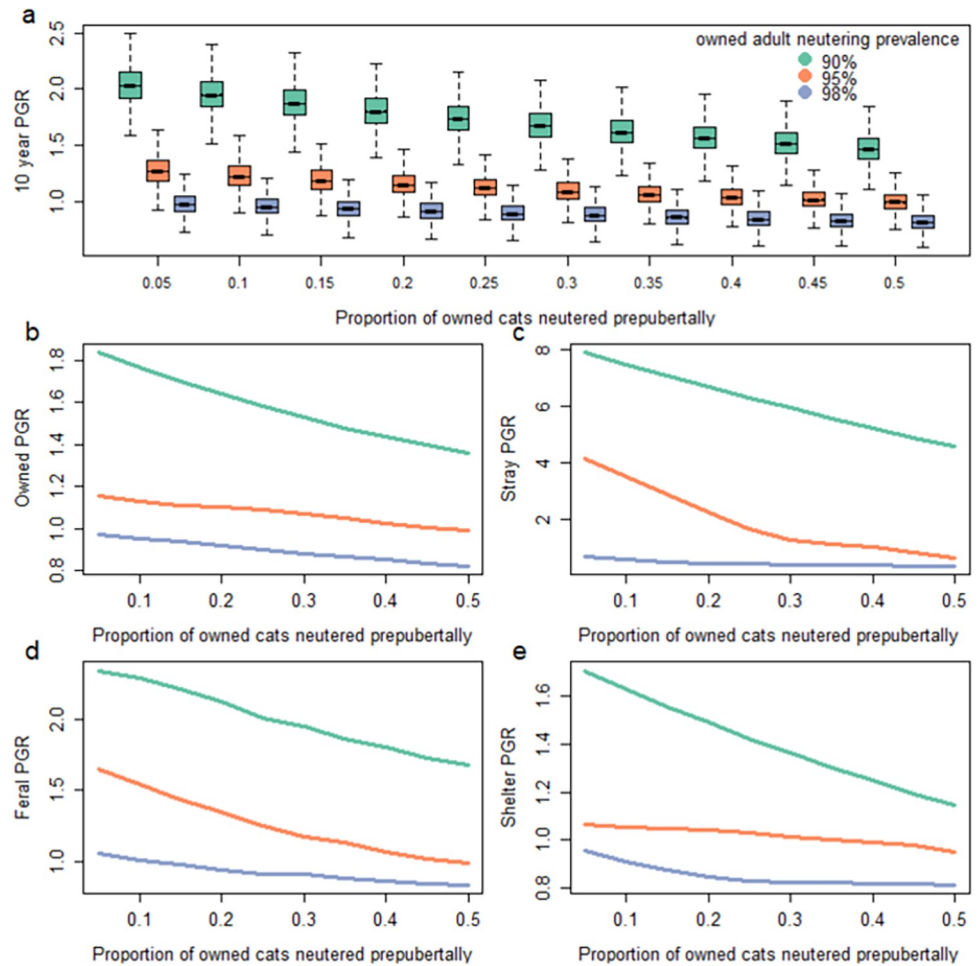 a
10 year PGR
2.5
2.0
1.5
1.0
owned adult neutering prevalence
90%
95%
98%
0.05 0.1 0.15 0.2 0.25 0.3 0.35 0.4 0.45 0.5
Proportion of owned cats neutered prepubertally
b
Owned PGR
1.8
1.6
1.4
1.2
1.0
0.8
0.1 0.2 0.3 0.4 0.5
Proportion of owned cats neutered prepubertally
c
Stray PGR
8
6
4
2
0.1 0.2 0.3 0.4 0.5
Proportion of owned cats neutered prepubertally
d
Feral PGR
2.0
1.5
1.0
0.1 0.2 0.3 0.4 0.5
Proportion of owned cats neutered prepubertally
e
Shelter PGR
1.6
1.4
1.2
1.0
0.8
0.1 0.2 0.3 0.4 0.5
Proportion of owned cats neutered prepubertally